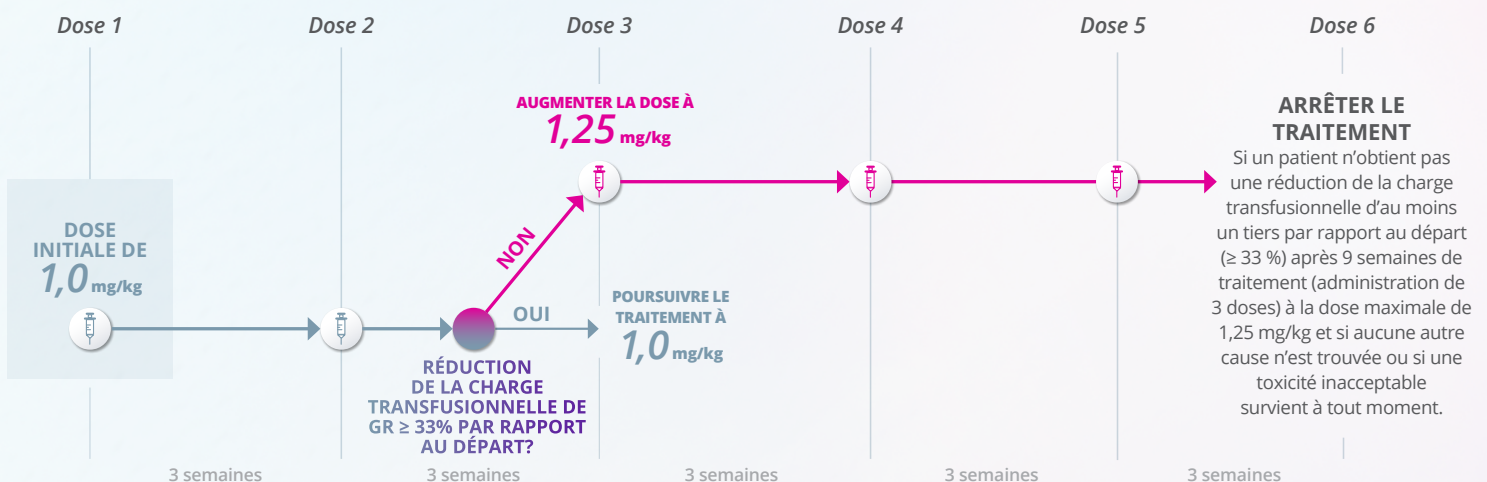 Dose 1
Dose 2
Dose 3
Dose 4
Dose 5
Dose 6
DOSE
INITIALE DE
1,0 mg/kg
AUGMENTER LA DOSE À
1,25 mg/kg
NON
OUI
POURSUIVRE LE
TRAITEMENT À
1,0 mg/kg
RÉDUCTION
DE LA CHARGE
TRANSFUSIONNELLE DE
GR ≥ 33% PAR RAPPORT
AU DÉPART?
ARRÊTER LE
TRAITEMENT
Si un patient n’obtient pas
une réduction de la charge
transfusionnelle d’au moins
un tiers par rapport au départ
(≥ 33 %) après 9 semaines de
traitement (administration de
3 doses) à la dose maximale de
1,25 mg/kg et si aucune autre
cause n’est trouvée ou si une
toxicité inacceptable
survient à tout moment.
3 semaines
3 semaines
3 semaines
3 semaines
3 semaines